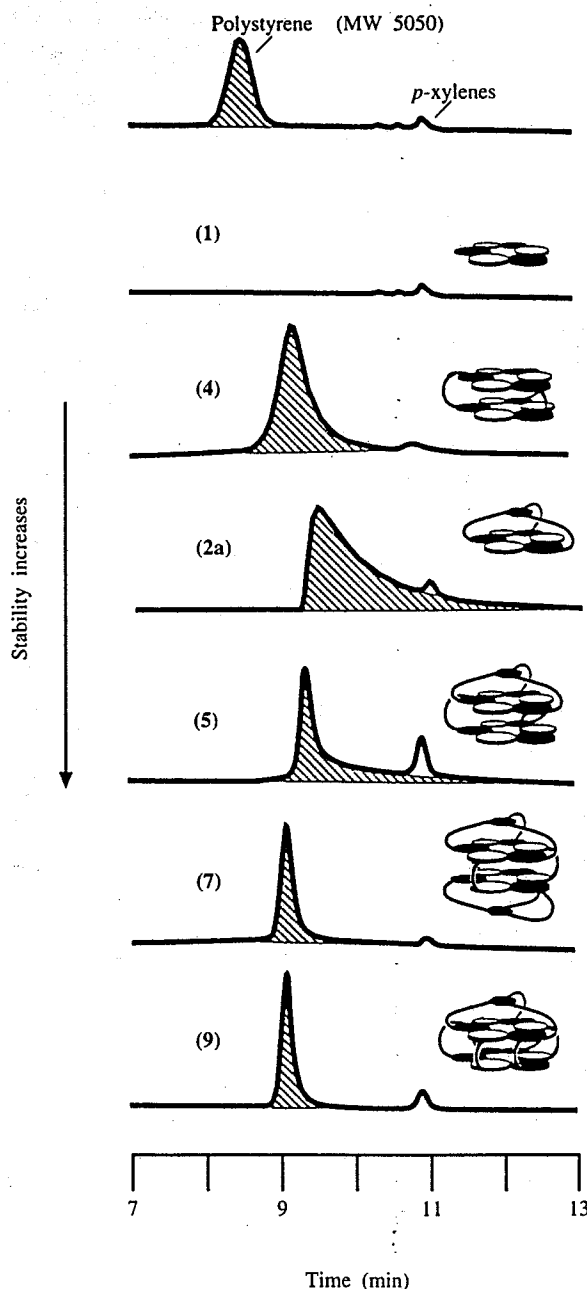 Polystyrene (MW 5050)
p-xylenes
(1)
(4)
(2a)
(5)
(7)
(9)
Stability increases
7 9 11 13
Time (min)